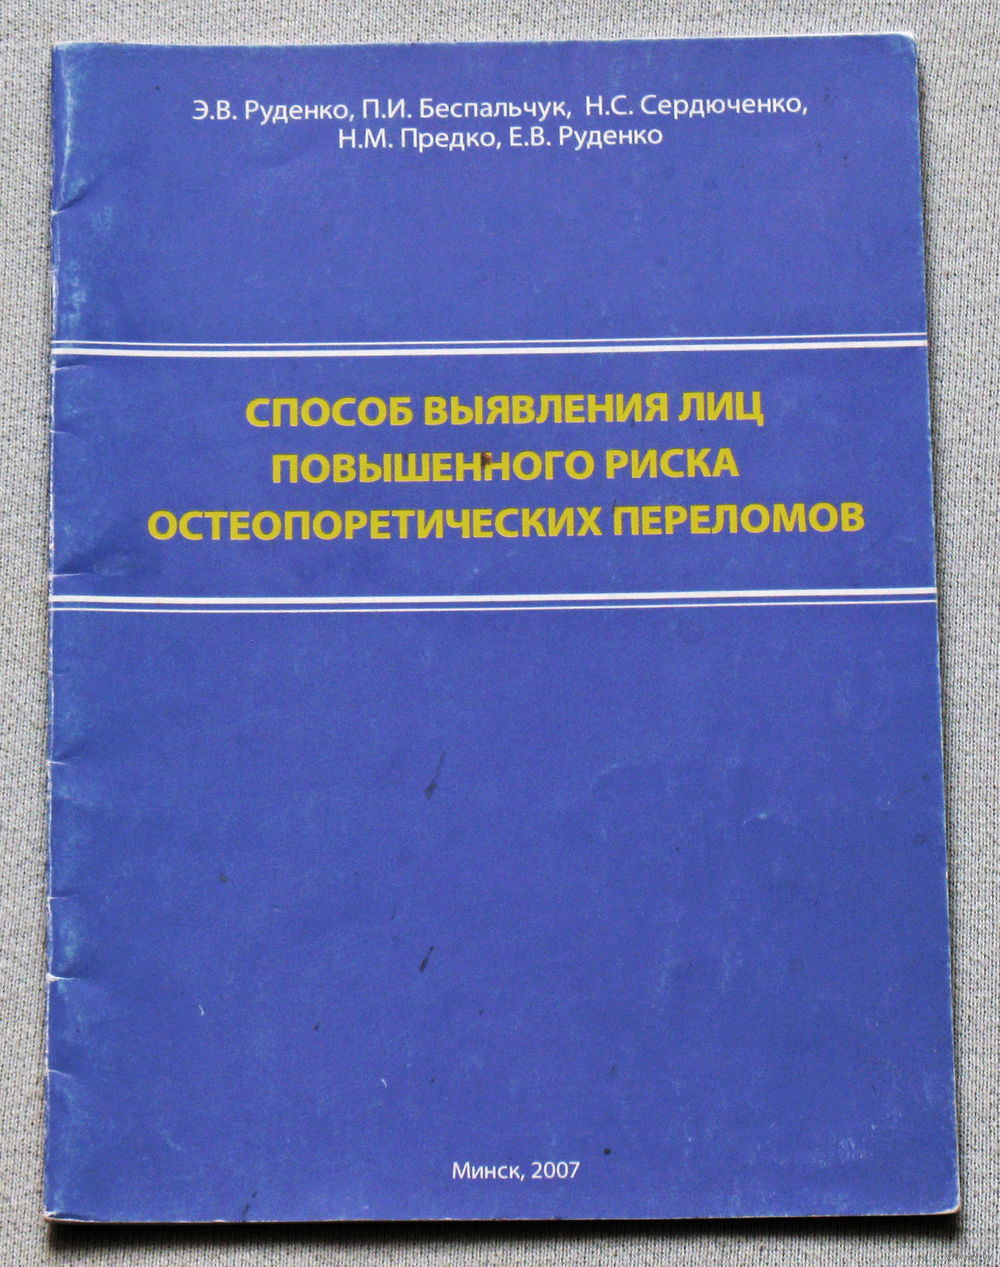 Э.В. Руденко, П.И. Беспальчук, Н.С. Сердюченко,
Н.М. Предко, Е.В. Руденко
СПОСОБ ВЫЯВЛЕНИЯ ЛИЦ
ПОВЫШЕННОГО РИСКА
ОСТЕОПОРЕТИЧЕСКИХ ПЕРЕЛОМОВ
Минск, 2007